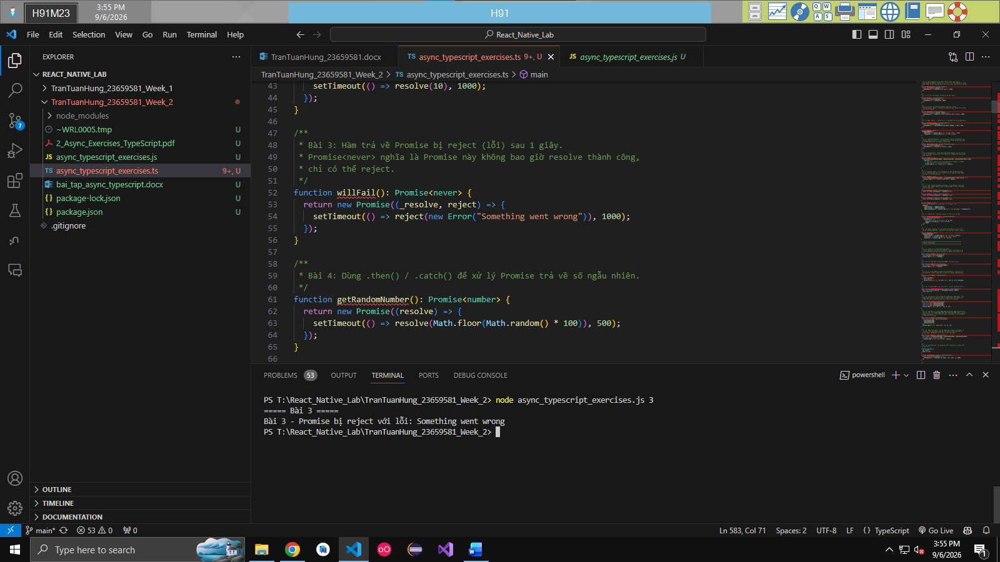 H91M23
3:55 PM
9/6/2026
H91
Q W
A S
File Edit Selection View Go Run Terminal Help
React_Native_Lab
EXPLORER
REACT_NATIVE_LAB
TranTuanHung_23659581_Week_1
TranTuanHung_23659581_Week_2
node_modules
~WRL0005.tmp U
2_Async_Exercises_TypeScript.pdf U
JS async_typescript_exercises.js U
TS async_typescript_exercises.ts 9+, U
bai_tap_async_typescript.docx U
{} package-lock.json U
{} package.json U
.gitignore
7
OUTLINE
TIMELINE
DOCUMENTATION
TranTuanHung_23659581.docx
TS async_typescript_exercises.ts 9+, U
JS async_typescript_exercises.js U
TranTuanHung_23659581_Week_2 > TS async_typescript_exercises.ts > main
43 setTimeout(() => resolve(10), 1000);
44 });
45 }
46
47 /**
48 * Bài 3: Hàm trả về Promise bị reject (lỗi) sau 1 giây.
49 * Promise<never> nghĩa là Promise này không bao giờ resolve thành công,
50 * chỉ có thể reject.
51 */
52 function willFail(): Promise<never> {
53 return new Promise((_resolve, reject) => {
54 setTimeout(() => reject(new Error("Something went wrong")), 1000);
55 });
56 }
57
58 /**
59 * Bài 4: Dùng .then() / .catch() để xử lý Promise trả về số ngẫu nhiên.
60 */
61 function getRandomNumber(): Promise<number> {
62 return new Promise((resolve) => {
63 setTimeout(() => resolve(Math.floor(Math.random() * 100)), 500);
64 });
65 }
66
PROBLEMS 53 OUTPUT TERMINAL PORTS DEBUG CONSOLE
powershell
PS T:\React_Native_Lab\TranTuanHung_23659581_Week_2> node async_typescript_exercises.js 3
===== Bài 3 =====
Bài 3 - Promise bị reject với lỗi: Something went wrong
PS T:\React_Native_Lab\TranTuanHung_23659581_Week_2>
main* 53 0 0
Ln 583, Col 71 Spaces: 2 UTF-8 LF {} TypeScript Go Live
Type here to search
3:55 PM
9/6/2026
1